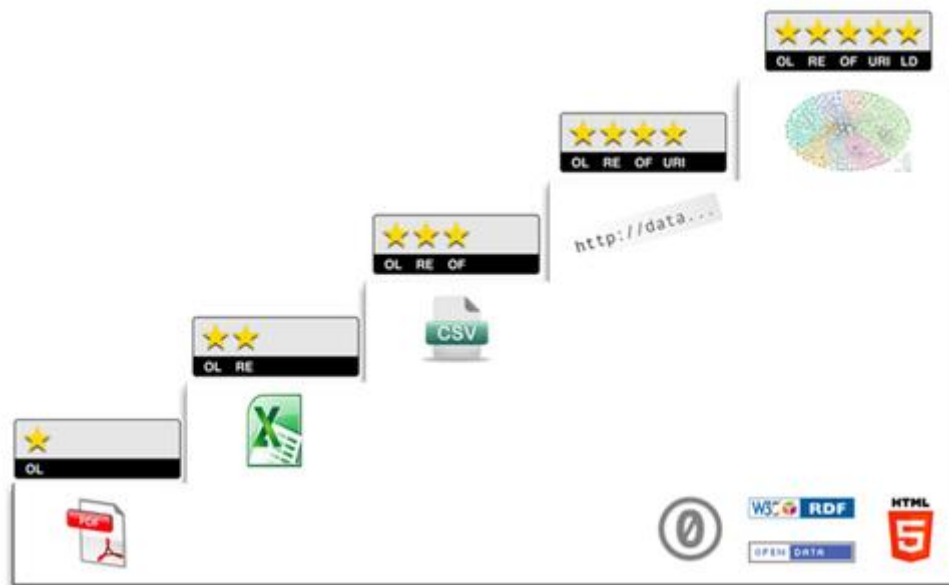 OL RE OF URI LD
OL RE OF URI
http://data...
OL RE OF
CSV
OL RE
X
OL
PDF
0
W3C RDF
OPEN DATA
HTML
5